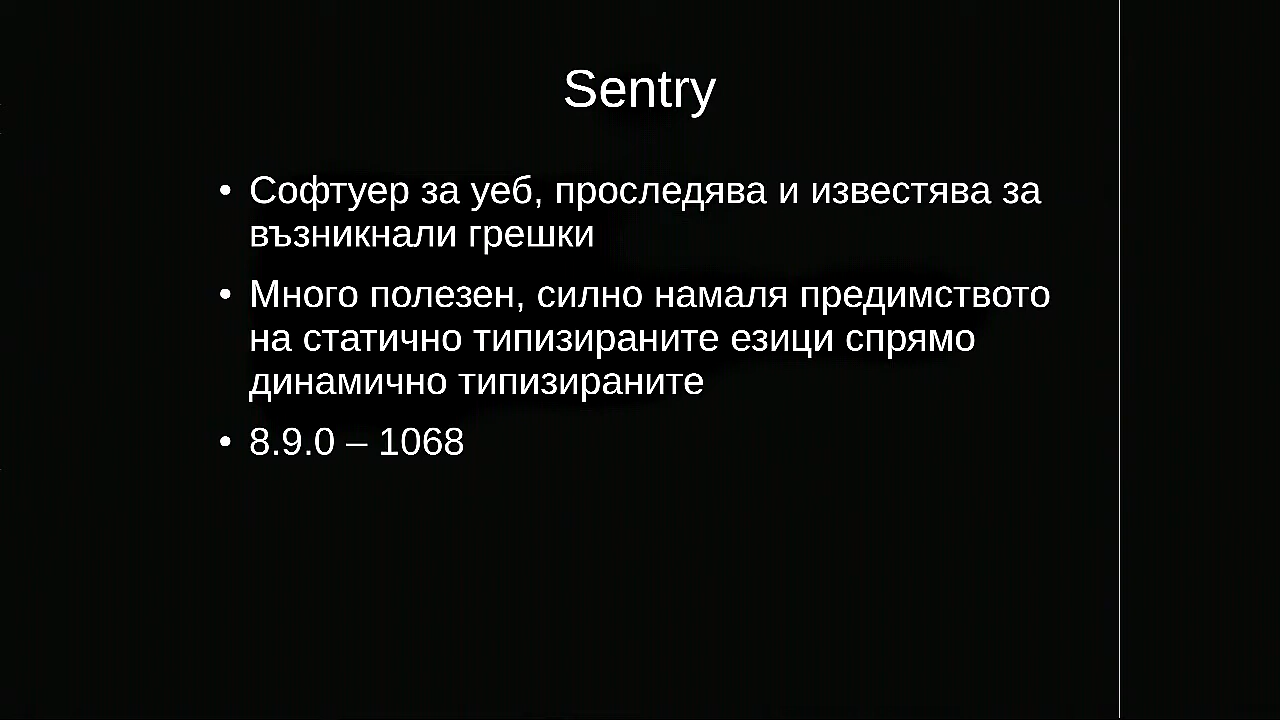 Sentry
• Софтуер за уеб, проследява и известява за
възникнали грешки
• Много полезен, силно намаля предимството
на статично типизираните езици спрямо
динамично типизираните
• 8.9.0 – 1068